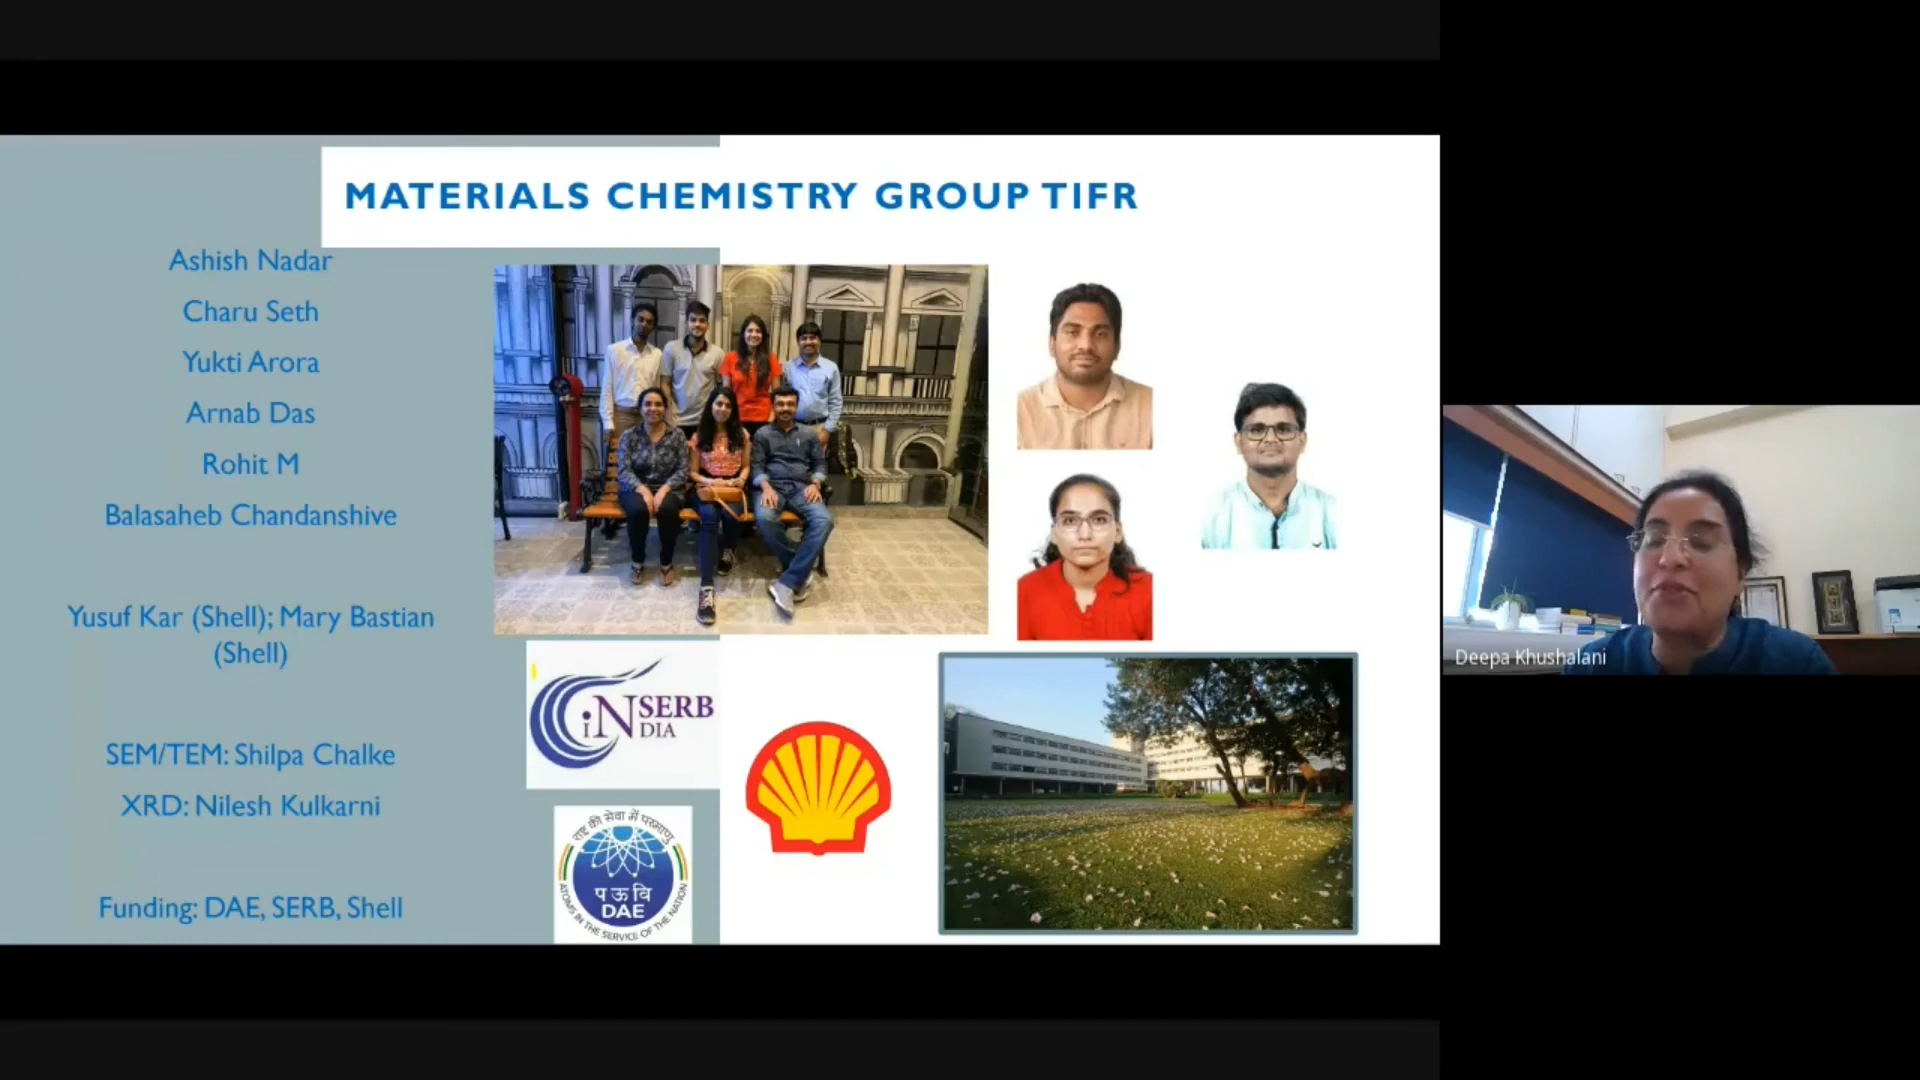 MATERIALS CHEMISTRY GROUP TIFR
Ashish Nadar
Charu Seth
Yukti Arora
Arnab Das
Rohit M
Balasaheb Chandanshive
Yusuf Kar (Shell); Mary Bastian
(Shell)
SEM/TEM: Shilpa Chalke
XRD: Nilesh Kulkarni
Funding: DAE, SERB, Shell
iN SERB
DIA
राष्ट्र की सेवा में परमाणु
प ऊ वि
DAE
ATOMS IN THE SERVICE OF THE NATION
Deepa Khushalani